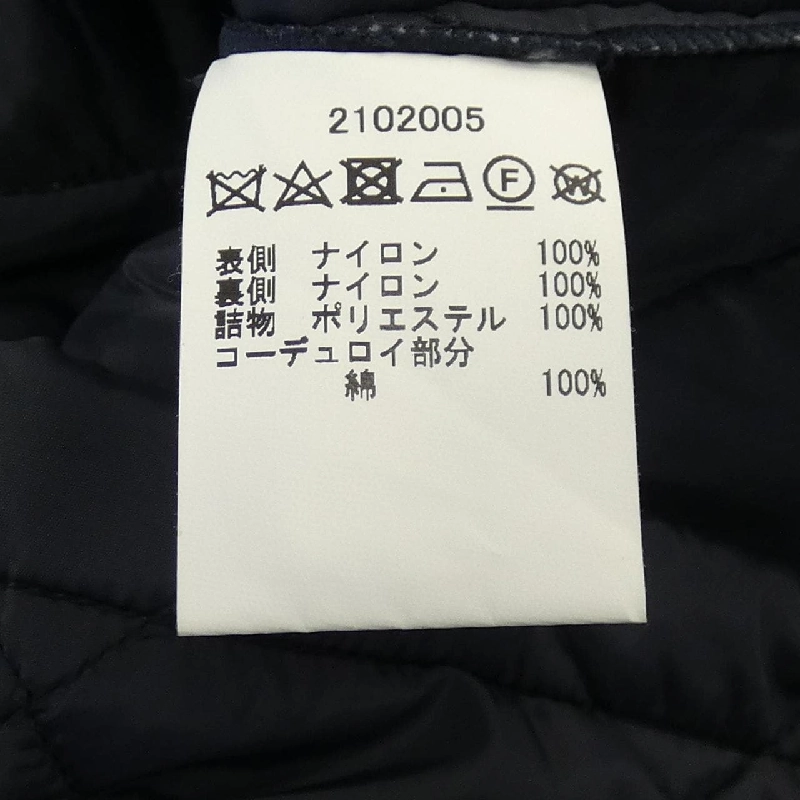 2102005
F W
表側 ナイロン 100%
裏側 ナイロン 100%
詰物 ポリエステル 100%
コーデュロイ部分
綿 100%